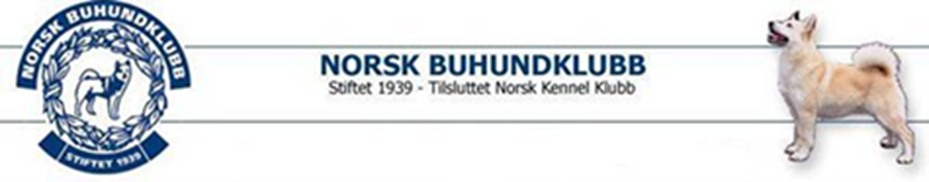 NORSK BUHUNDKLUBB
STIFTET 1939
NORSK BUHUNDKLUBB
Stiftet 1939 - Tilsluttet Norsk Kennel Klubb